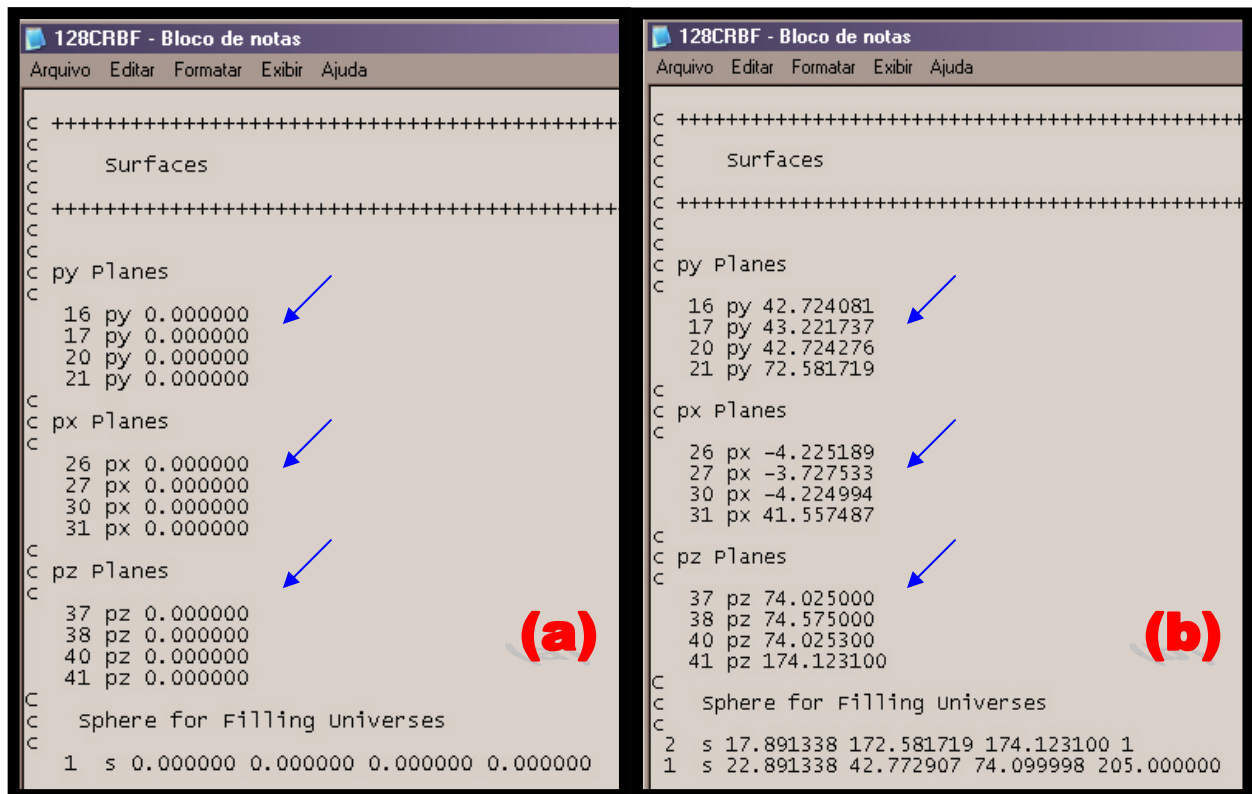 128CRBF - Bloco de notas
Arquivo Editar Formatar Exibir Ajuda
C ++++++++++++++++++++++++++++++++++++++++++++
C
C Surfaces
C
C ++++++++++++++++++++++++++++++++++++++++++++
C
C
C py Planes
C
16 py 0.000000
17 py 0.000000
20 py 0.000000
21 py 0.000000
C
C px Planes
C
26 px 0.000000
27 px 0.000000
30 px 0.000000
31 px 0.000000
C
C pz Planes
C
37 pz 0.000000
38 pz 0.000000
40 pz 0.000000
41 pz 0.000000
C
C Sphere for Filling Universes
C
1 s 0.000000 0.000000 0.000000 0.000000
(a)
128CRBF - Bloco de notas
Arquivo Editar Formatar Exibir Ajuda
C ++++++++++++++++++++++++++++++++++++++++++++
C
C Surfaces
C
C ++++++++++++++++++++++++++++++++++++++++++++
C
C
C py Planes
C
16 py 42.724081
17 py 43.221737
20 py 42.724276
21 py 72.581719
C
C px Planes
C
26 px -4.225189
27 px -3.727533
30 px -4.224994
31 px 41.557487
C
C pz Planes
C
37 pz 74.025000
38 pz 74.575000
40 pz 74.025300
41 pz 174.123100
C
C Sphere for Filling Universes
C
2 s 17.891338 172.581719 174.123100 1
1 s 22.891338 42.772907 74.099998 205.000000
(b)